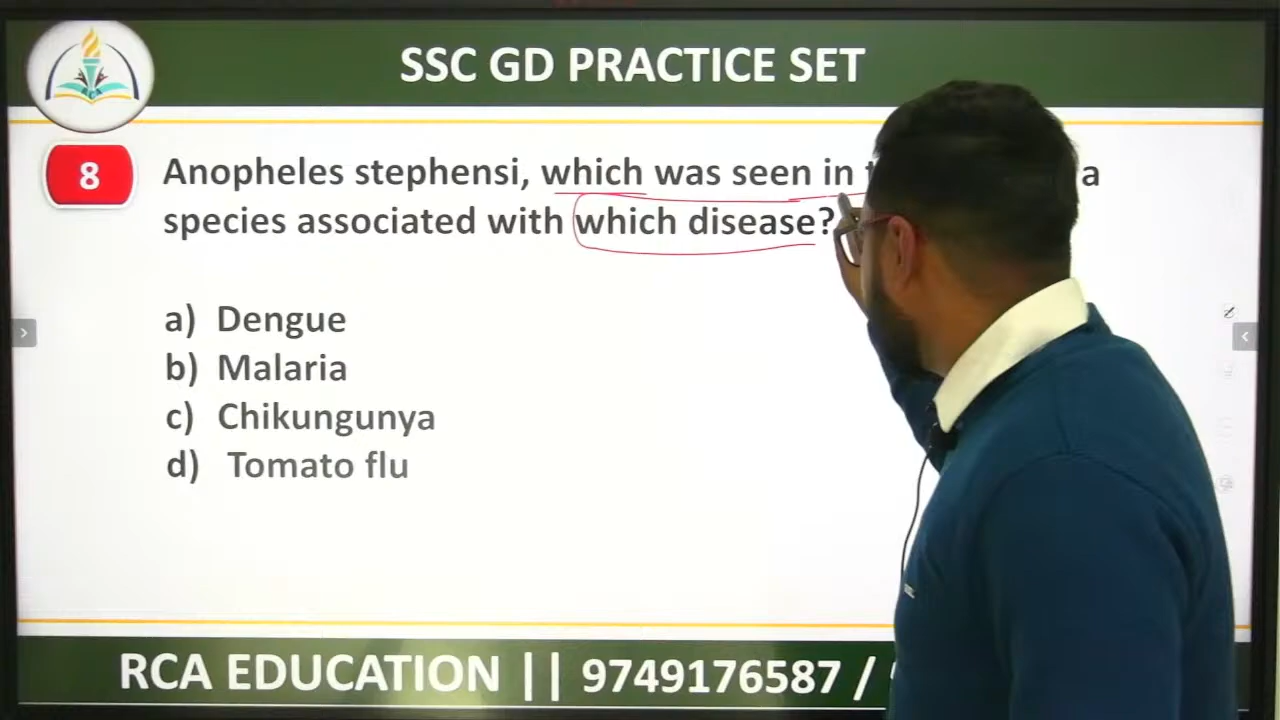 SSC GD PRACTICE SET
8
Anopheles stephensi, which was seen in a
species associated with which disease?
a) Dengue
b) Malaria
c) Chikungunya
d) Tomato flu
RCA EDUCATION || 9749176587 /